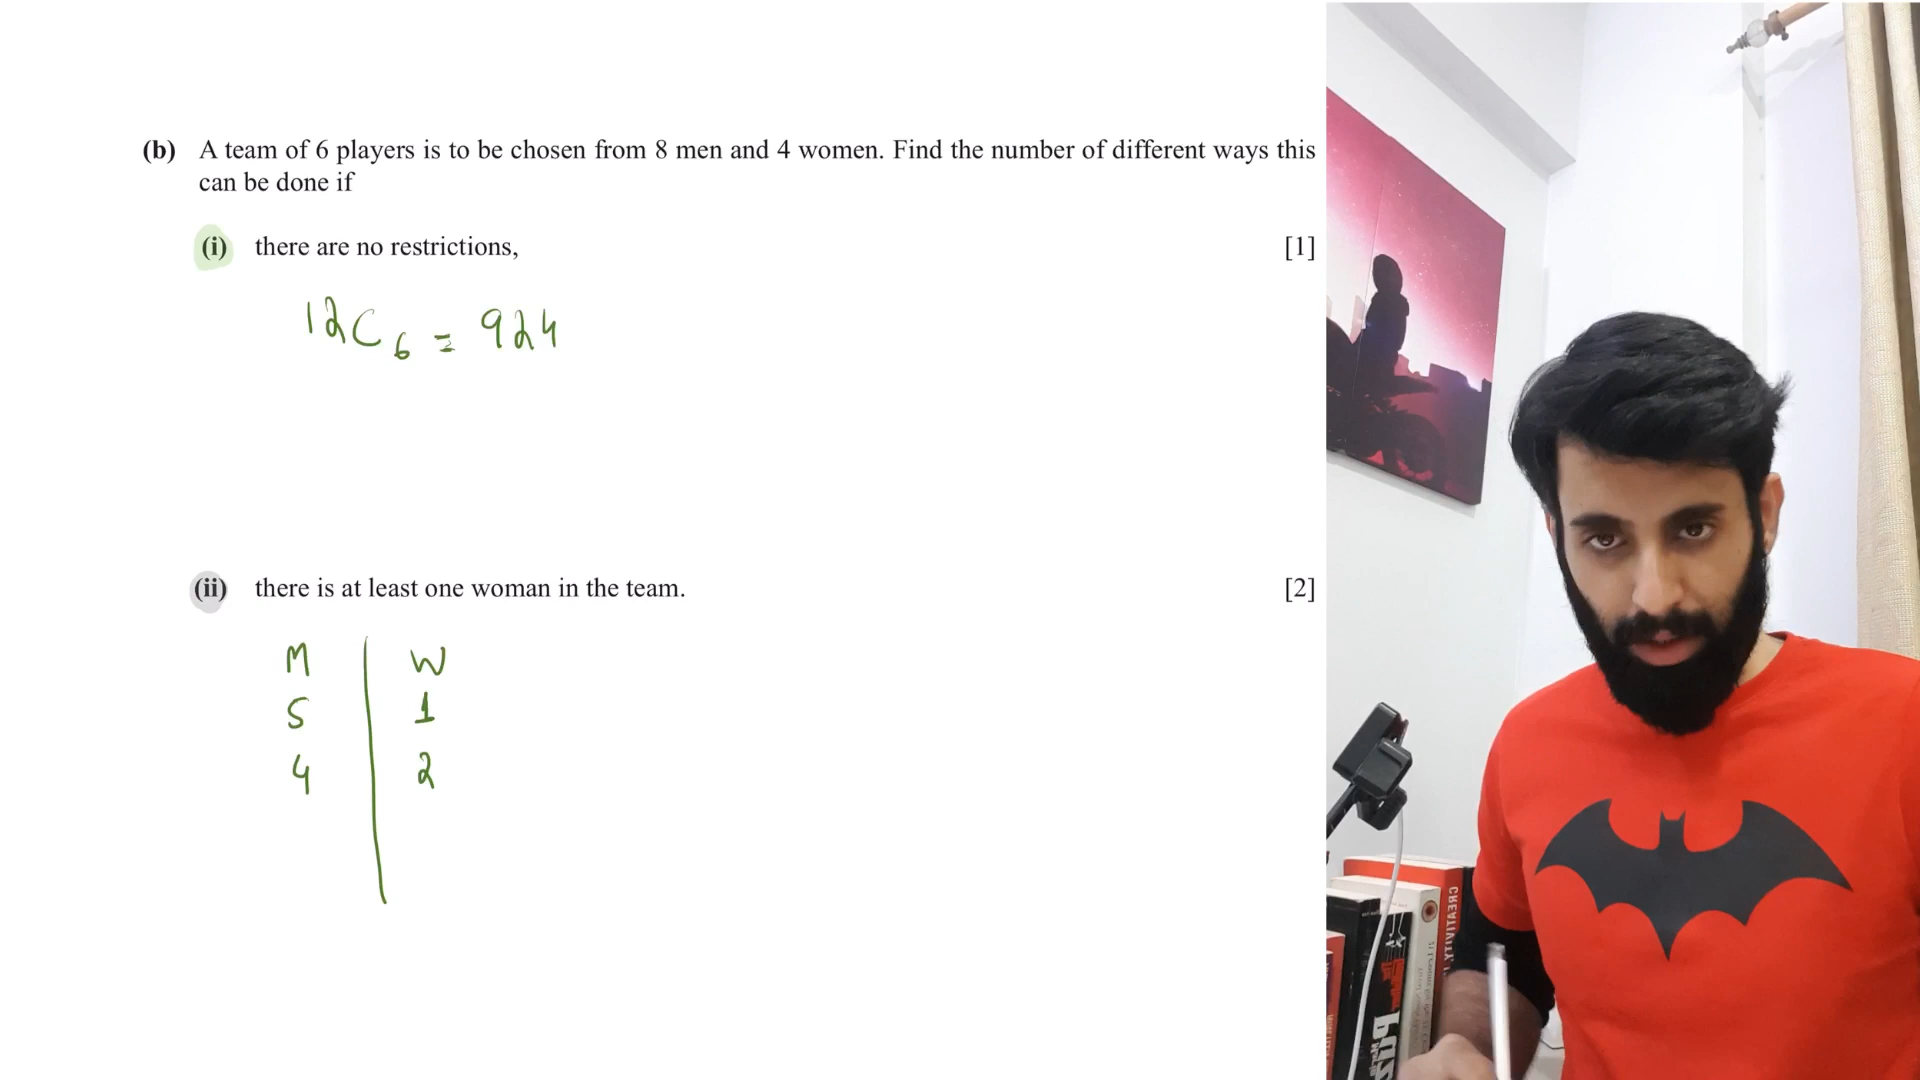 (b) A team of 6 players is to be chosen from 8 men and 4 women. Find the number of different ways this
can be done if
(i) there are no restrictions, [1]
12C6 = 924
(ii) there is at least one woman in the team. [2]
M W
5 1
4 2
CREATIVITY,